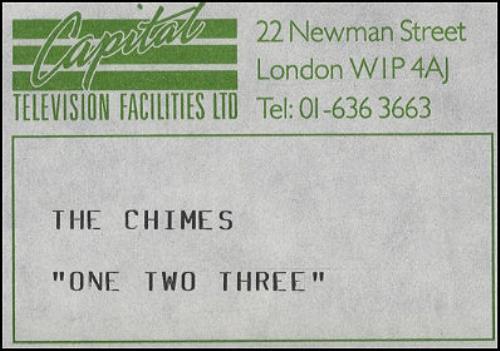 Capital
TELEVISION FACILITIES LTD
22 Newman Street
London W1P 4AJ
Tel: 01-636 3663
THE CHIMES
"ONE TWO THREE"